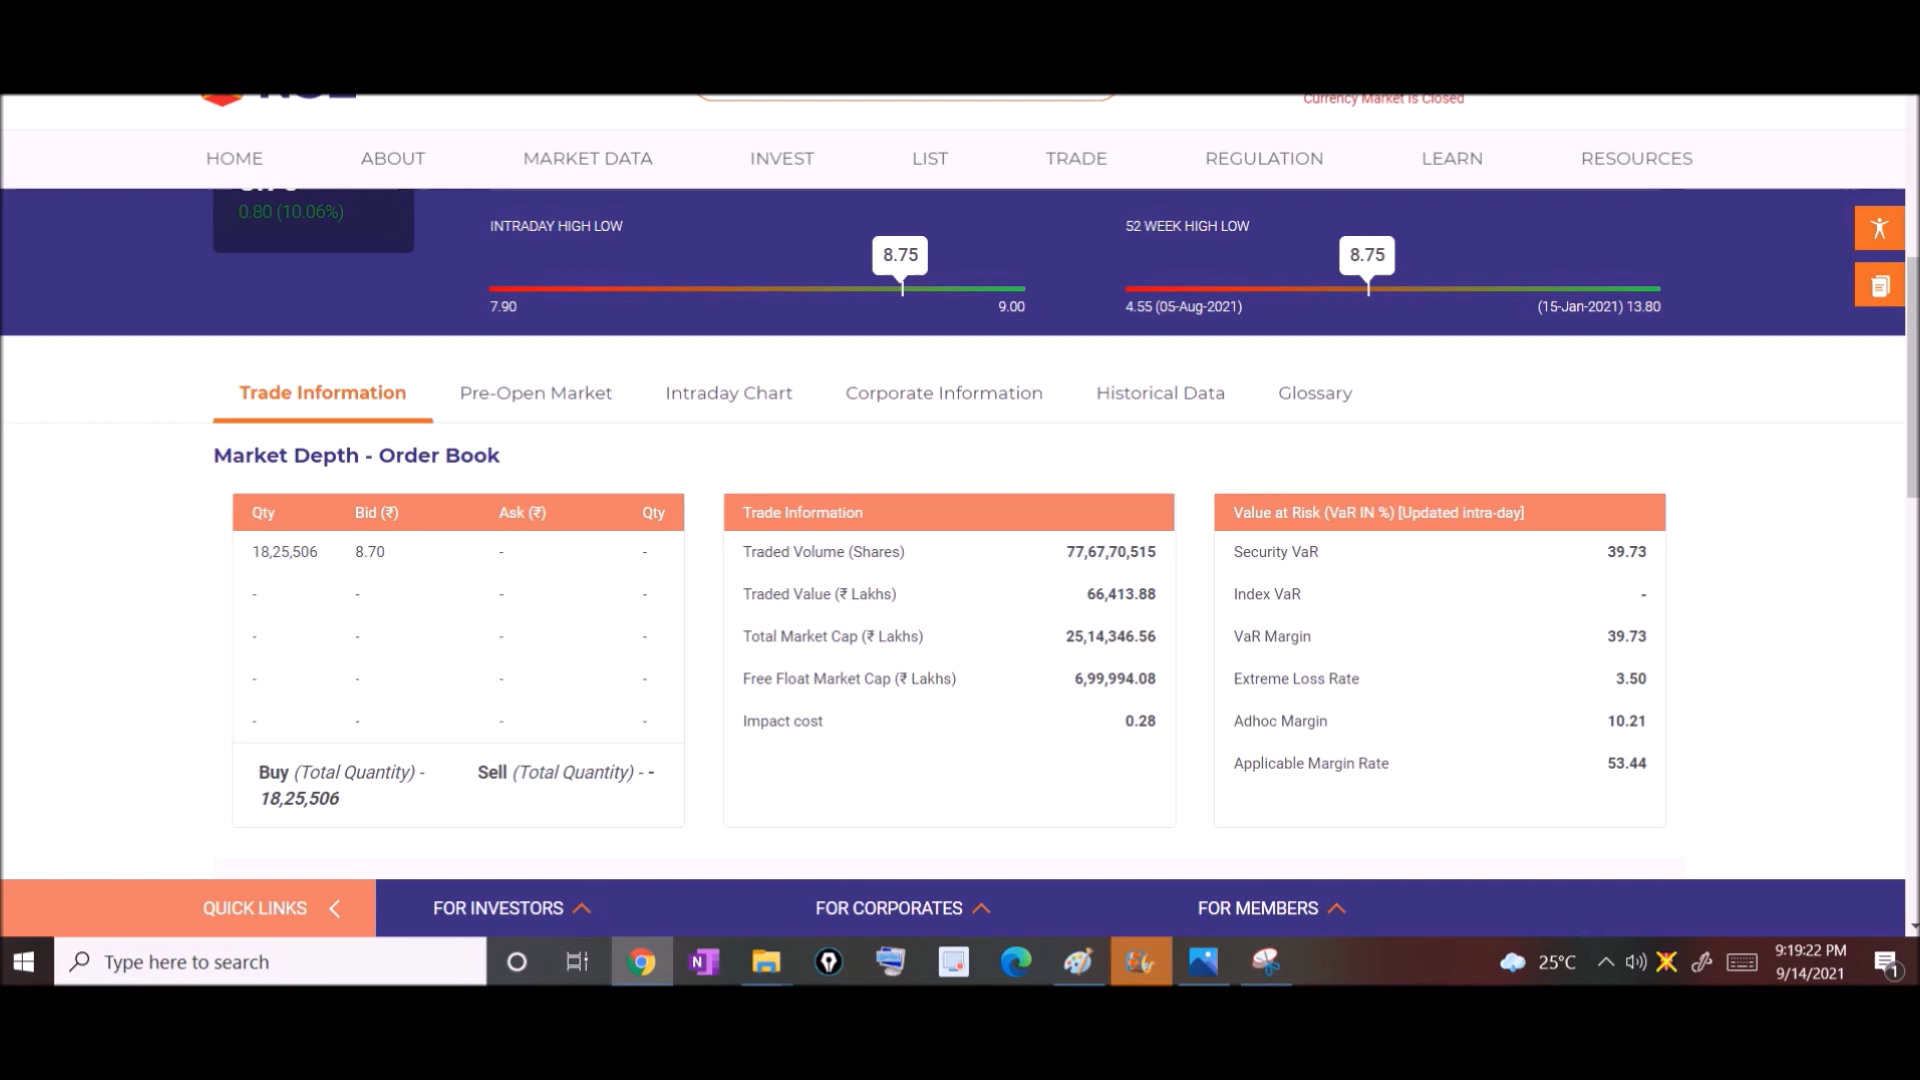 Currency Market Is Closed
HOME ABOUT MARKET DATA INVEST LIST TRADE REGULATION LEARN RESOURCES
0.80 (10.06%)
INTRADAY HIGH LOW
8.75
7.90 9.00
52 WEEK HIGH LOW
8.75
4.55 (05-Aug-2021) (15-Jan-2021) 13.80
Trade Information Pre-Open Market Intraday Chart Corporate Information Historical Data Glossary
Market Depth - Order Book
Qty Bid (₹) Ask (₹) Qty
18,25,506 8.70 - -
- - - -
- - - -
- - - -
- - - -
Buy (Total Quantity) - Sell (Total Quantity) - -
18,25,506
Trade Information
Traded Volume (Shares) 77,67,70,515
Traded Value (₹ Lakhs) 66,413.88
Total Market Cap (₹ Lakhs) 25,14,346.56
Free Float Market Cap (₹ Lakhs) 6,99,994.08
Impact cost 0.28
Value at Risk (VaR IN %) [Updated intra-day]
Security VaR 39.73
Index VaR -
VaR Margin 39.73
Extreme Loss Rate 3.50
Adhoc Margin 10.21
Applicable Margin Rate 53.44
QUICK LINKS FOR INVESTORS FOR CORPORATES FOR MEMBERS
Type here to search
25°C
9:19:22 PM
9/14/2021
1